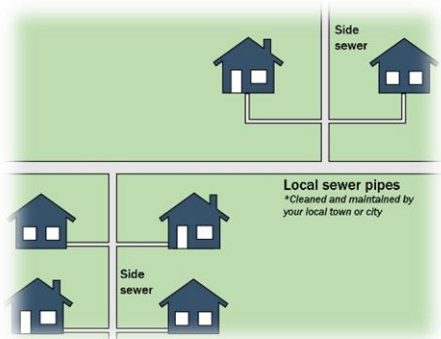 Side
sewer
Local sewer pipes
*Cleaned and maintained by
your local town or city
Side
sewer